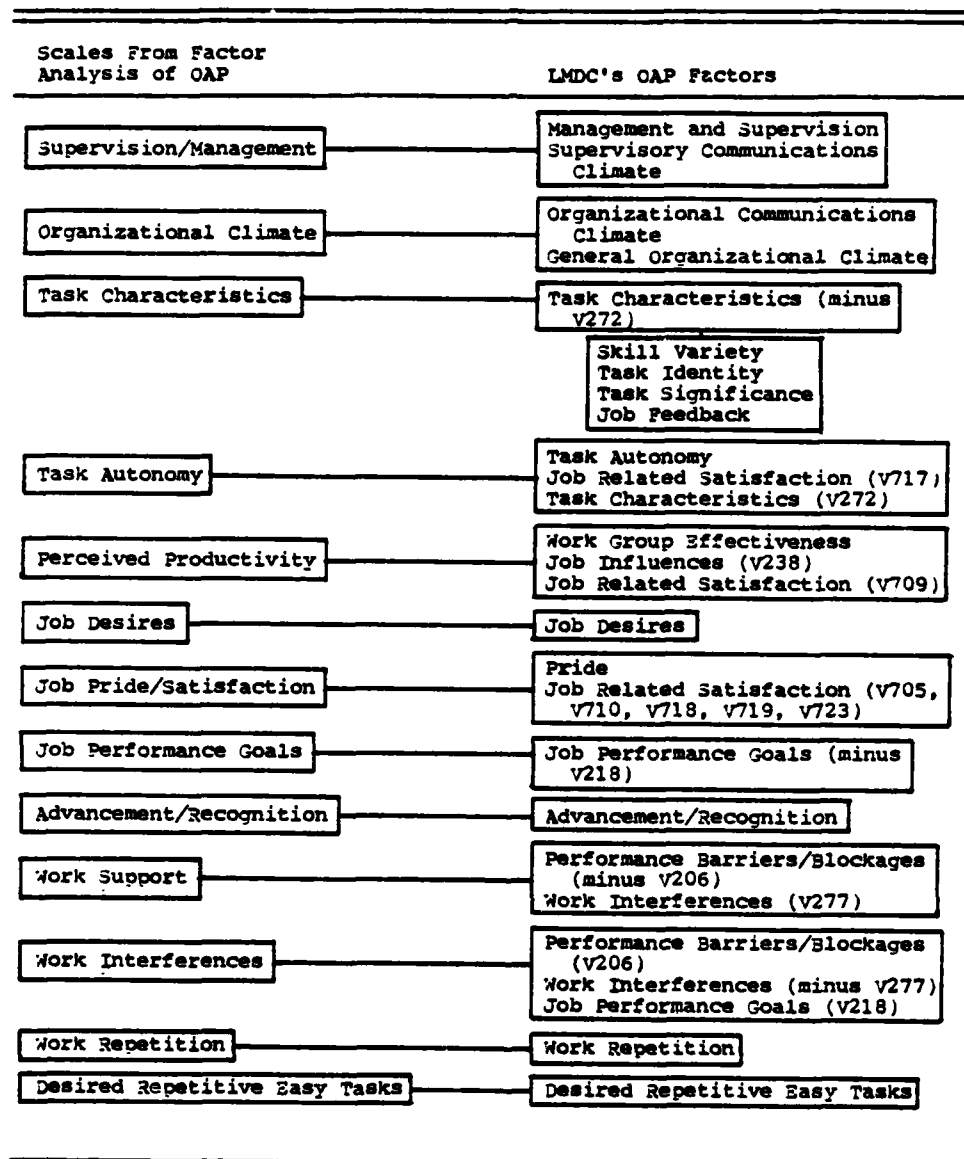 Scales From Factor
Analysis of OAP
LMDC's OAP Factors
Supervision/Management
Management and Supervision
Supervisory Communications
Climate
Organizational Climate
Organizational Communications
Climate
General Organizational Climate
Task Characteristics
Task Characteristics (minus
V272)
Skill Variety
Task Identity
Task Significance
Job Feedback
Task Autonomy
Task Autonomy
Job Related Satisfaction (V717)
Task Characteristics (V272)
Perceived Productivity
Work Group Effectiveness
Job Influences (V238)
Job Related Satisfaction (V709)
Job Desires
Job Desires
Job Pride/Satisfaction
Pride
Job Related Satisfaction (V705,
V710, V718, V719, V723)
Job Performance Goals
Job Performance Goals (minus
V218)
Advancement/Recognition
Advancement/Recognition
Work Support
Performance Barriers/Blockages
(minus V206)
Work Interferences (V277)
Work Interferences
Performance Barriers/Blockages
(V206)
Work Interferences (minus V277)
Job Performance Goals (V218)
Work Repetition
Work Repetition
Desired Repetitive Easy Tasks
Desired Repetitive Easy Tasks